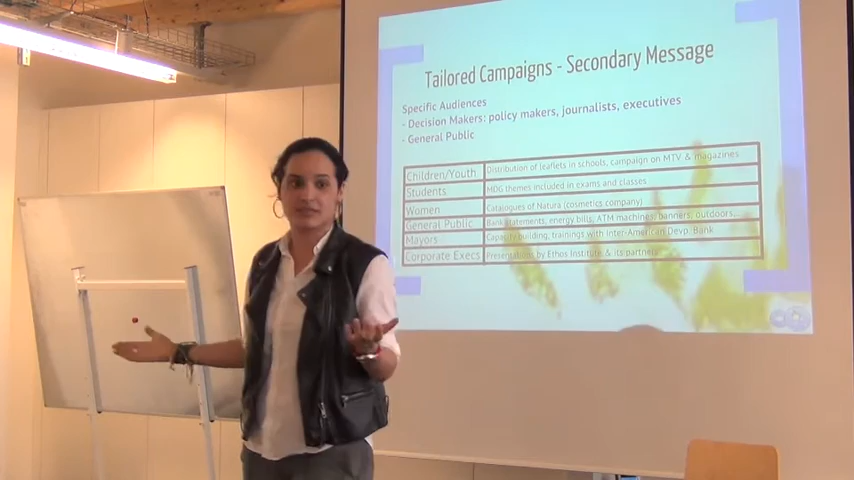 Tailored Campaigns - Secondary Message
Specific Audiences
- Decision Makers: policy makers, journalists, executives
- General Public
Children/Youth Distribution of leaflets in schools, campaign on MTV & magazines
Students MDG themes included in exams and classes
Women Catalogues of Natura (cosmetics company)
General Public Bank statements, energy bills, ATM machines, banners, outdoors..
Mayors Capacity building, trainings with Inter-American Devp. Bank
Corporate Execs Presentations by Ethos Institute & its partners